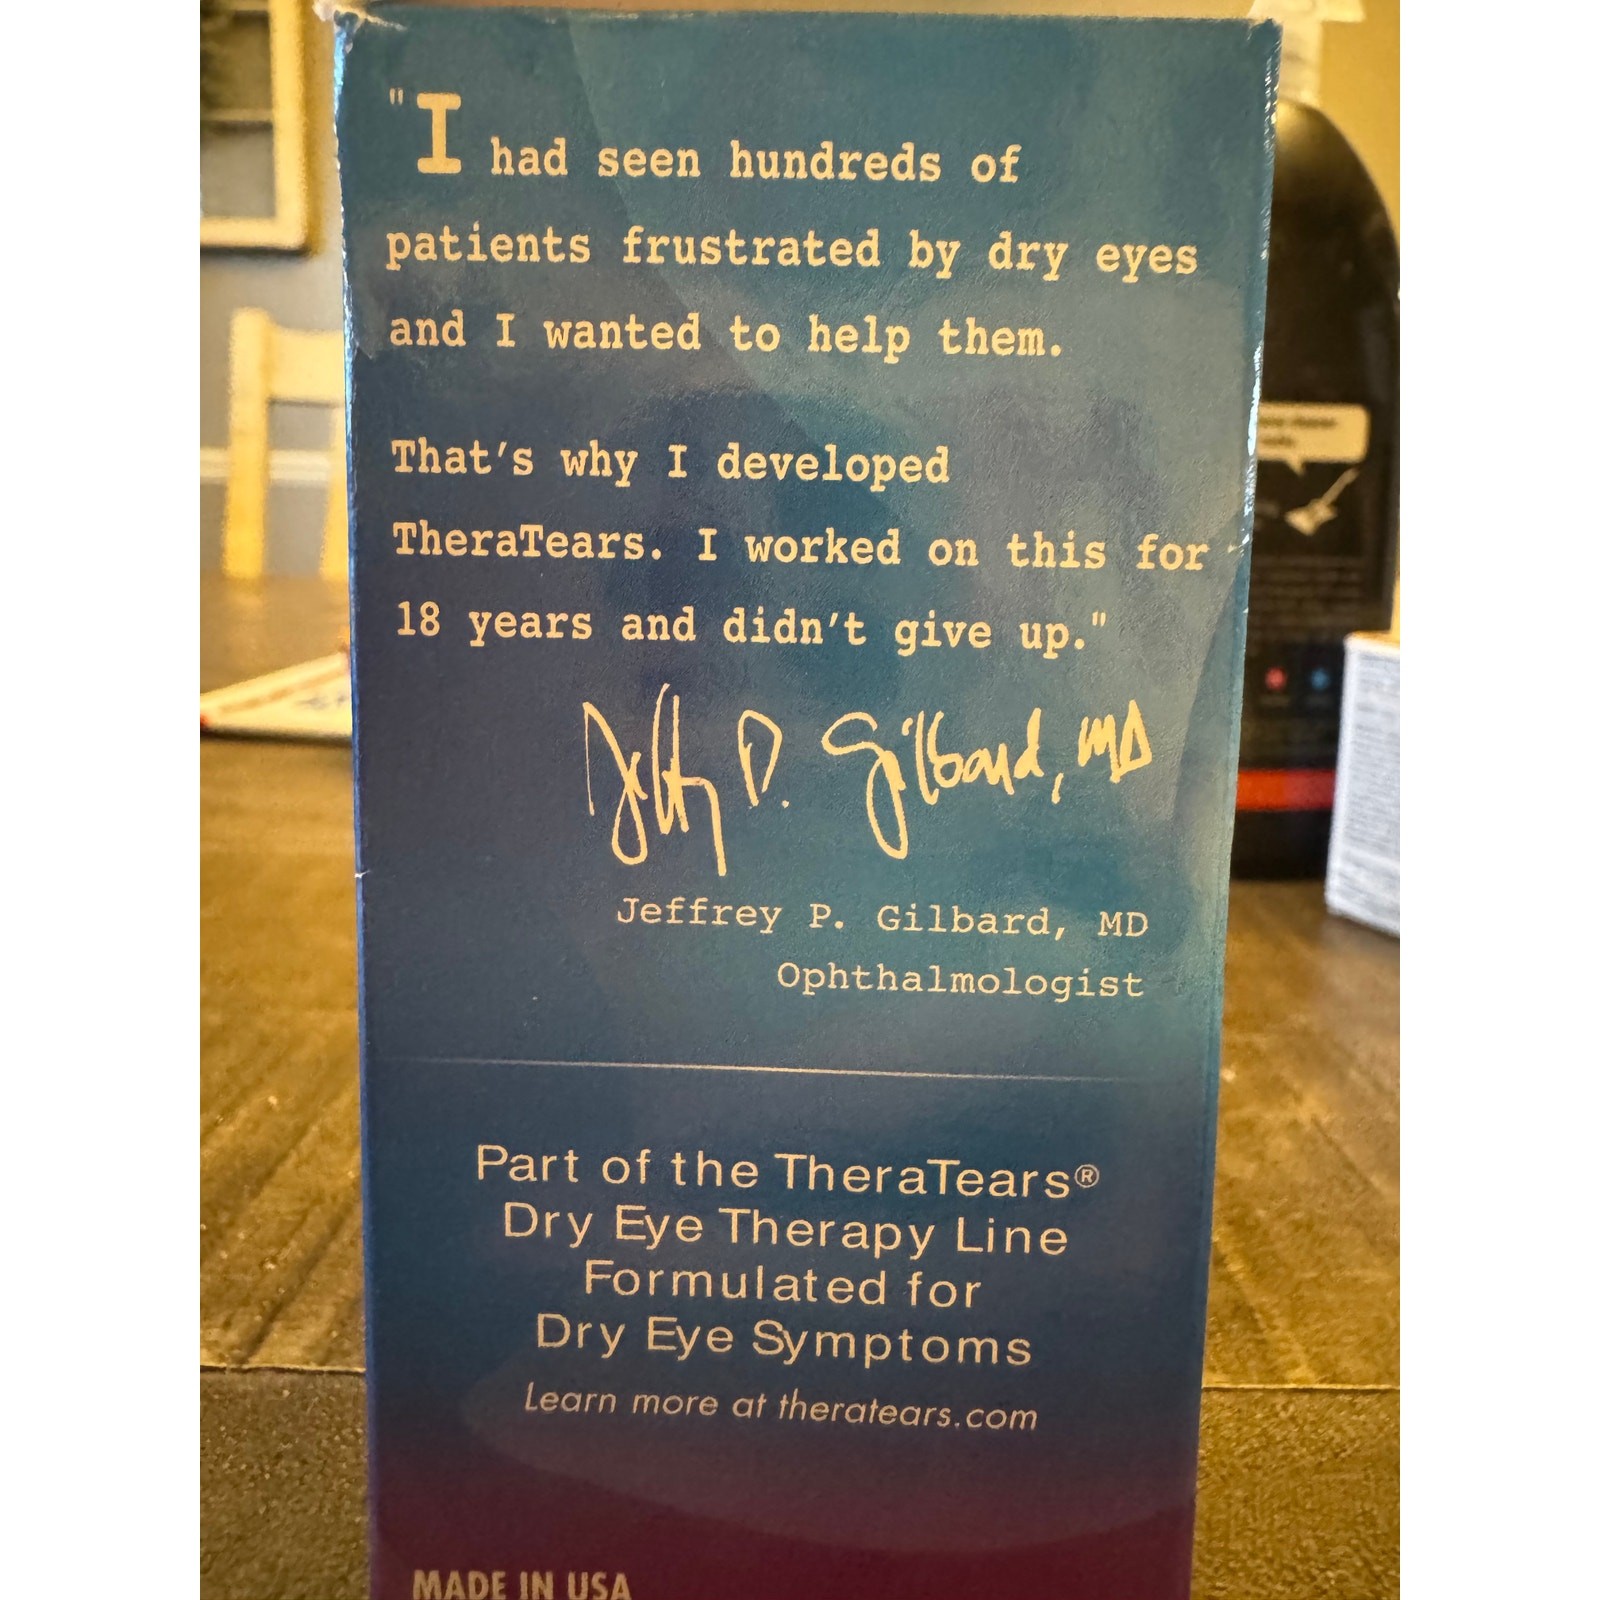 "I had seen hundreds of
patients frustrated by dry eyes
and I wanted to help them.
That's why I developed
TheraTears. I worked on this for
18 years and didn't give up."
Jeffrey P. Gilbard, MD
Jeffrey P. Gilbard, MD
Ophthalmologist
Part of the TheraTears®
Dry Eye Therapy Line
Formulated for
Dry Eye Symptoms
Learn more at theratears.com
MADE IN USA